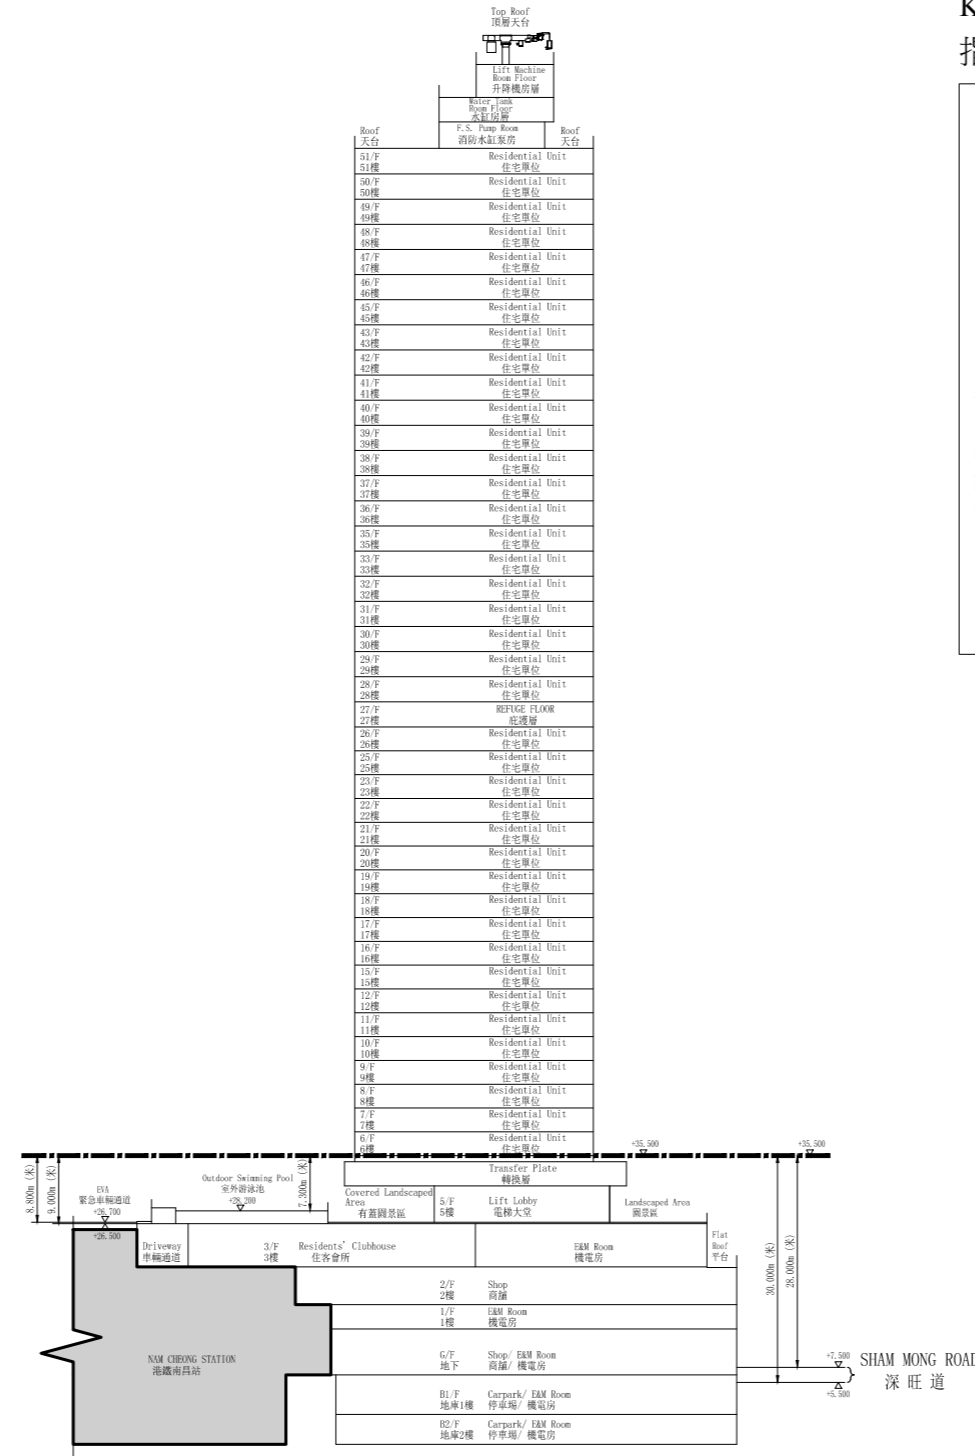 K
指
Top Roof
頂層天台
Lift Machine
Room Floor
升降機房層
Water Tank
Room Floor
水缸房層
Roof
天台
F.S. Pump Room
消防水缸泵房
Roof
天台
51/F Residential Unit
51樓 住宅單位
50/F Residential Unit
50樓 住宅單位
49/F Residential Unit
49樓 住宅單位
48/F Residential Unit
48樓 住宅單位
47/F Residential Unit
47樓 住宅單位
46/F Residential Unit
46樓 住宅單位
45/F Residential Unit
45樓 住宅單位
43/F Residential Unit
43樓 住宅單位
42/F Residential Unit
42樓 住宅單位
41/F Residential Unit
41樓 住宅單位
40/F Residential Unit
40樓 住宅單位
39/F Residential Unit
39樓 住宅單位
38/F Residential Unit
38樓 住宅單位
37/F Residential Unit
37樓 住宅單位
36/F Residential Unit
36樓 住宅單位
35/F Residential Unit
35樓 住宅單位
33/F Residential Unit
33樓 住宅單位
32/F Residential Unit
32樓 住宅單位
31/F Residential Unit
31樓 住宅單位
30/F Residential Unit
30樓 住宅單位
29/F Residential Unit
29樓 住宅單位
28/F Residential Unit
28樓 住宅單位
27/F REFUGE FLOOR
27樓 庇護層
26/F Residential Unit
26樓 住宅單位
25/F Residential Unit
25樓 住宅單位
23/F Residential Unit
23樓 住宅單位
22/F Residential Unit
22樓 住宅單位
21/F Residential Unit
21樓 住宅單位
20/F Residential Unit
20樓 住宅單位
19/F Residential Unit
19樓 住宅單位
18/F Residential Unit
18樓 住宅單位
17/F Residential Unit
17樓 住宅單位
16/F Residential Unit
16樓 住宅單位
15/F Residential Unit
15樓 住宅單位
12/F Residential Unit
12樓 住宅單位
11/F Residential Unit
11樓 住宅單位
10/F Residential Unit
10樓 住宅單位
9/F Residential Unit
9樓 住宅單位
8/F Residential Unit
8樓 住宅單位
7/F Residential Unit
7樓 住宅單位
6/F Residential Unit
6樓 住宅單位
+35.500
+35.500
Transfer Plate
轉換層
8.800m (米)
9.000m (米)
EVA
緊急車輛通道
+26.700
+26.500
Outdoor Swimming Pool
室外游泳池
+28.200
7.300m (米)
Covered Landscaped
Area
有蓋園景區
5/F Lift Lobby
5樓 電梯大堂
Landscaped Area
園景區
Driveway
車輛通道
3/F Residents' Clubhouse
3樓 住客會所
E&M Room
機電房
Flat
Roof
平台
30.000m (米)
28.000m (米)
2/F Shop
2樓 商舖
1/F E&M Room
1樓 機電房
G/F Shop/ E&M Room
地下 商舖/ 機電房
B1/F Carpark/ E&M Room
地庫1樓 停車場/ 機電房
B2/F Carpark/ E&M Room
地庫2樓 停車場/ 機電房
NAM CHEONG STATION
港鐵南昌站
+7.500
+5.500
SHAM MONG ROAD
深旺道